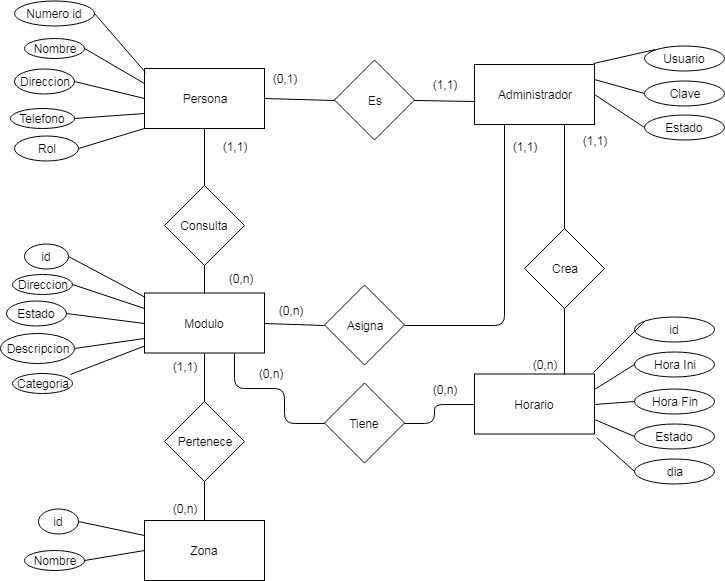 Numero id
Nombre
Direccion
Telefono
Rol
Persona
(0,1)
Es
(1,1)
Administrador
Usuario
Clave
Estado
(1,1)
(1,1)
(1,1)
Consulta
Crea
id
Direccion
Estado
Descripcion
Categoria
(0,n)
Modulo
(0,n)
Asigna
(1,1)
(0,n)
Tiene
(0,n)
(0,n)
Horario
id
Hora Ini
Hora Fin
Estado
dia
Pertenece
(0,n)
id
Nombre
Zona